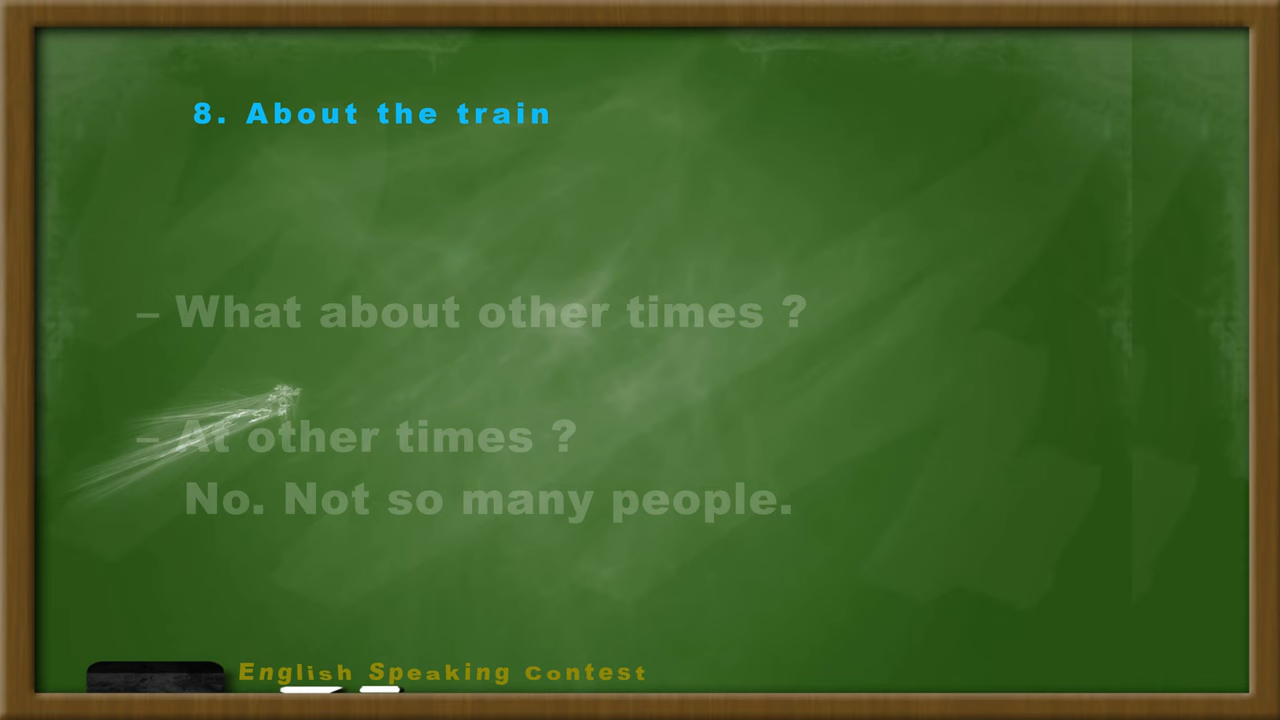 8. About the train
– What about other times ?
– At other times ?
No. Not so many people.
English Speaking Contest